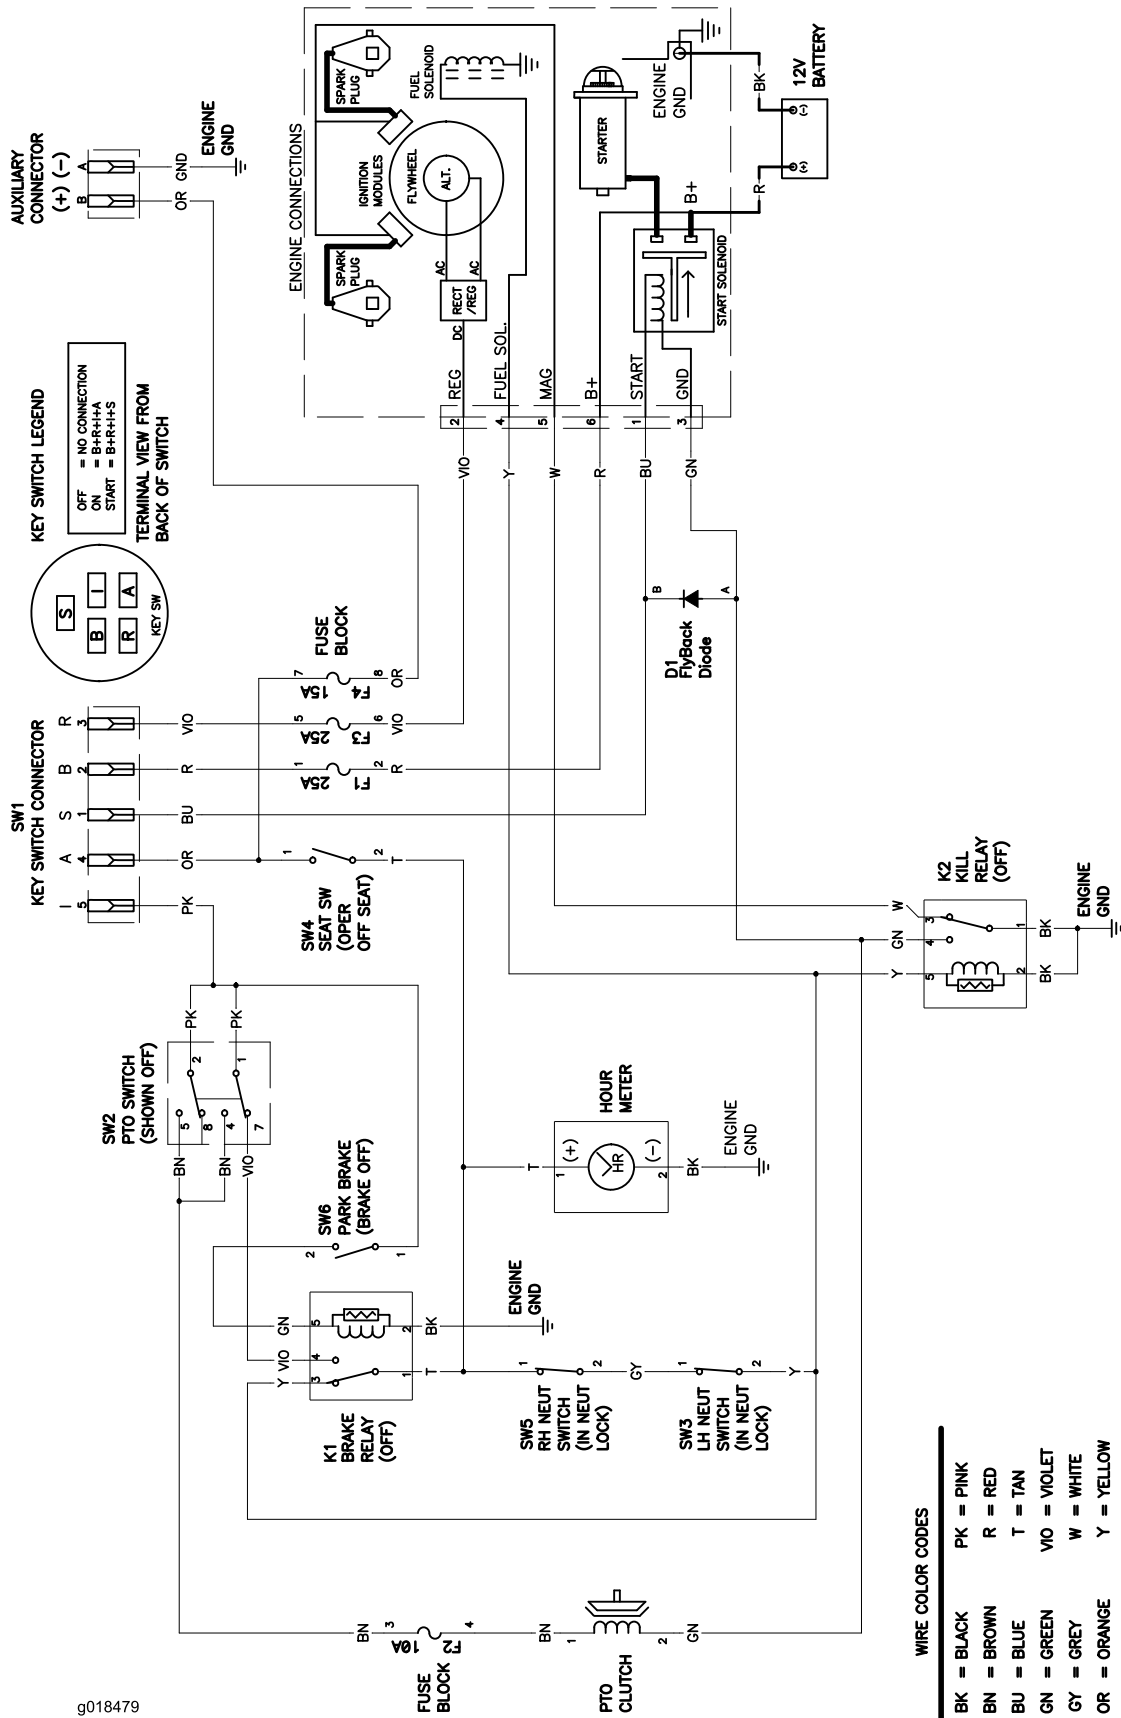 g018479
FUSE
BLOCK
F2
10A
BN
3
4
BN
1
2
GN
PTO
CLUTCH
K1
BRAKE
RELAY
(OFF)
Y
VIO
GN
3
4
5
1
2
T
BK
ENGINE
GND
SW6
PARK BRAKE
(BRAKE OFF)
2
1
SW2
PTO SWITCH
(SHOWN OFF)
BN
BN
VIO
5
8
4
7
2
1
PK
PK
SW5
RH NEUT
SWITCH
(IN NEUT
LOCK)
1
2
GY
SW3
LH NEUT
SWITCH
(IN NEUT
LOCK)
1
2
Y
HOUR
METER
T
1
(+)
HR
(-)
2
BK
ENGINE
GND
SW1
KEY SWITCH CONNECTOR
I
A
S
B
R
5
4
1
2
3
PK
OR
BU
R
VIO
SW4
SEAT SW
(OPER
OFF SEAT)
1
2
T
FUSE
BLOCK
1
25A
F1
2
R
5
25A
F3
6
VIO
7
15A
F4
8
OR
K2
KILL
RELAY
(OFF)
W
GN
Y
3
4
5
1
2
BK
BK
ENGINE
GND
D1
FlyBack
Diode
B
A
KEY SWITCH LEGEND
OFF = NO CONNECTION
ON = B+R+I+A
START = B+R+I+S
TERMINAL VIEW FROM
BACK OF SWITCH
S
B
I
R
A
KEY SW
AUXILIARY
CONNECTOR
(+) (-)
B
A
OR
GND
ENGINE
GND
ENGINE CONNECTIONS
VIO
Y
W
R
BU
GN
2
4
5
6
1
3
REG
FUEL SOL.
MAG
B+
START
GND
SPARK
PLUG
SPARK
PLUG
IGNITION
MODULES
FLYWHEEL
ALT.
FUEL
SOLENOID
DC
RECT
/REG
AC
AC
STARTER
START SOLENOID
B+
ENGINE
GND
BK
R
12V
BATTERY
(-)
(+)
WIRE COLOR CODES
BK = BLACK PK = PINK
BN = BROWN R = RED
BU = BLUE T = TAN
GN = GREEN VIO = VIOLET
GY = GREY W = WHITE
OR = ORANGE Y = YELLOW